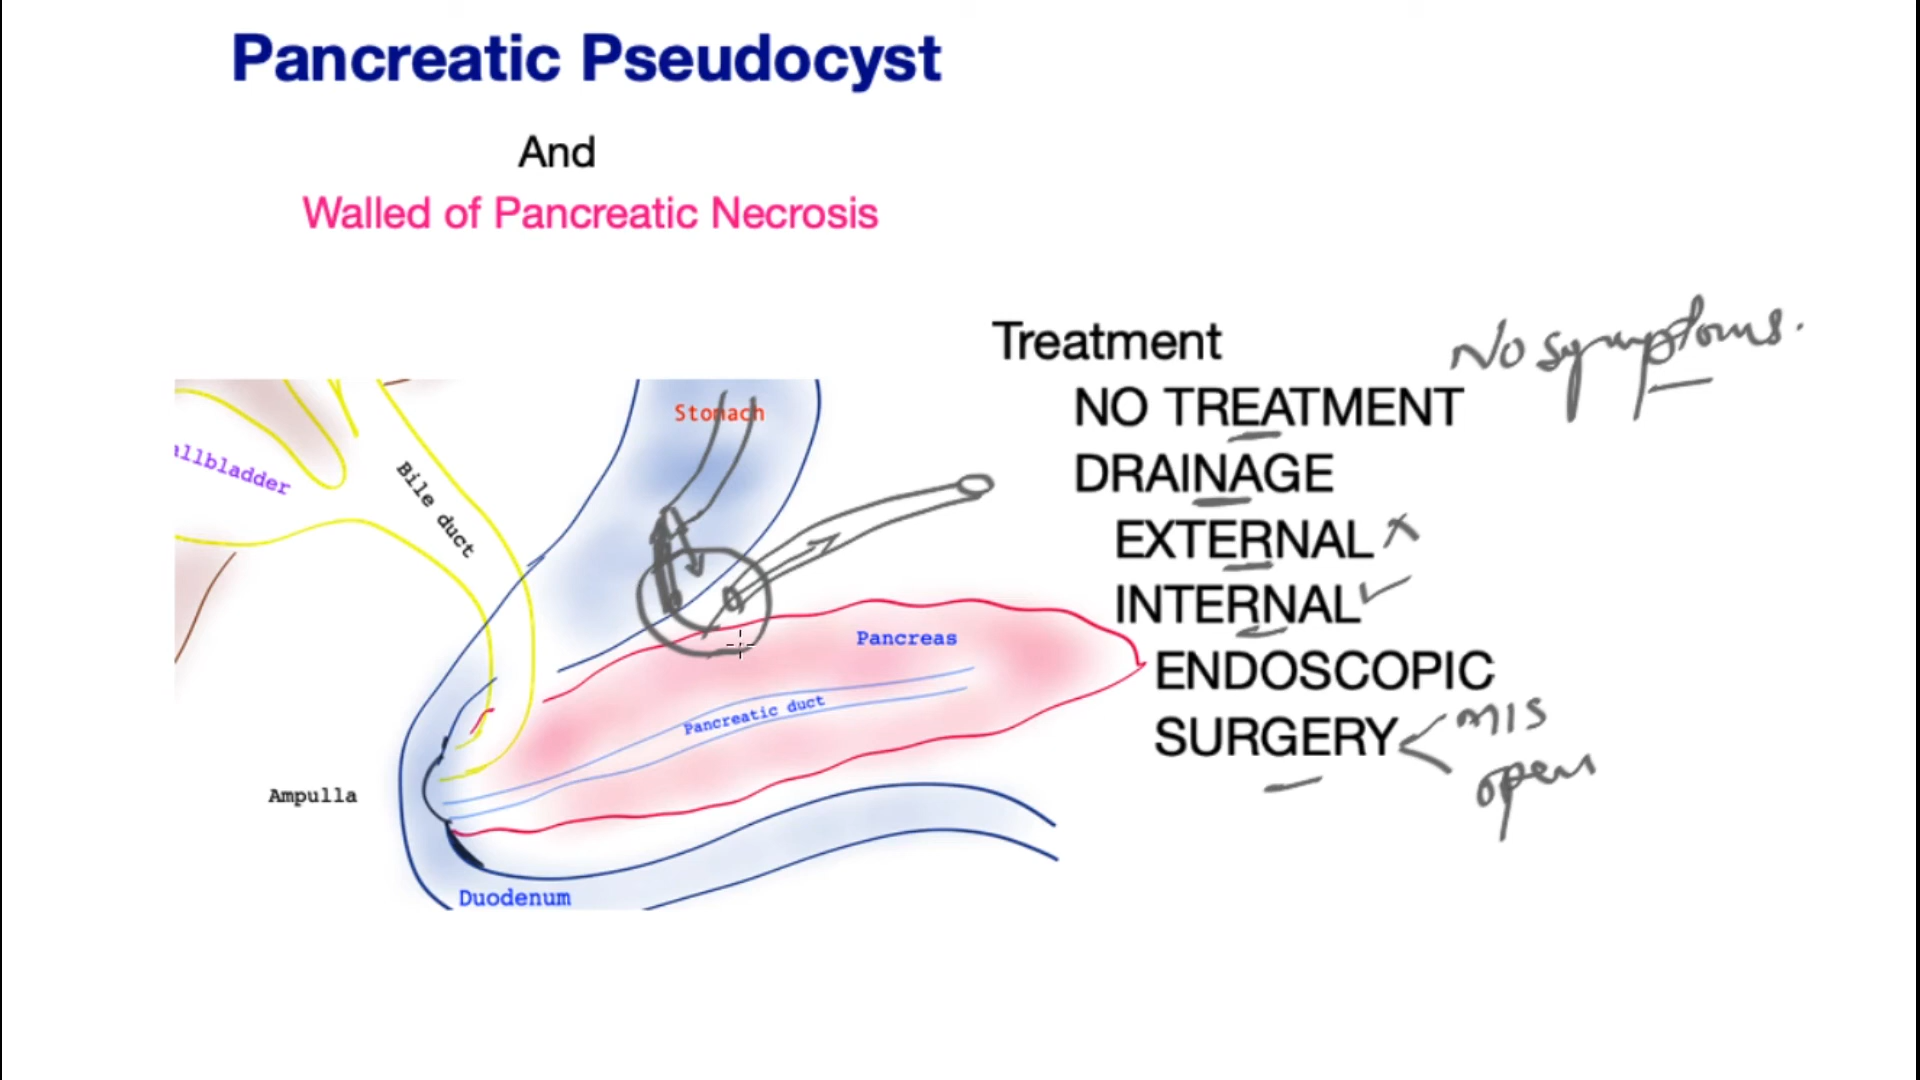 Pancreatic Pseudocyst
And
Walled of Pancreatic Necrosis
Treatment
No symptoms.
NO TREATMENT
DRAINAGE
EXTERNAL
INTERNAL
ENDOSCOPIC
SURGERY
MIS
open
Stomach
allbladder
Bile duct
Pancreas
Pancreatic duct
Ampulla
Duodenum